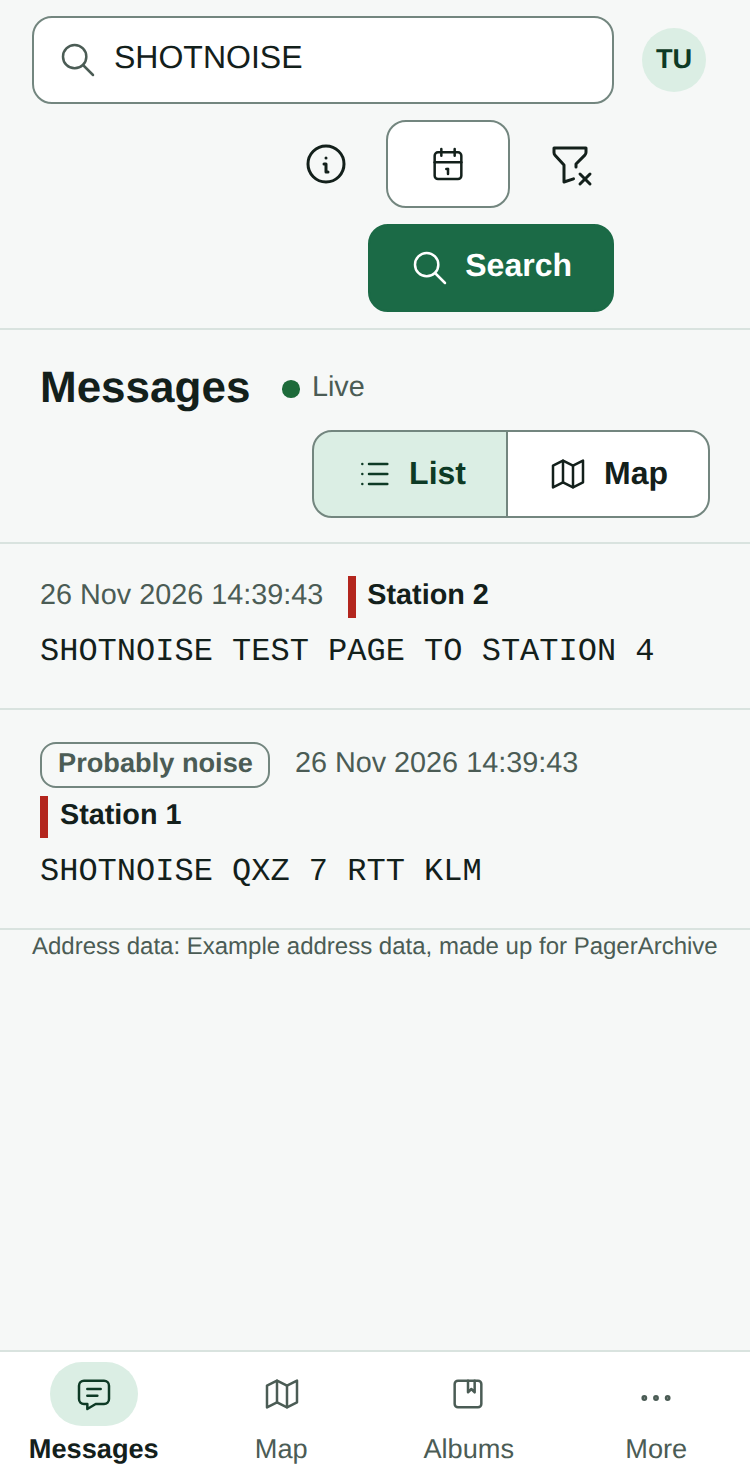 SHOTNOISE
TU
Search
Messages
Live
List
Map
26 Nov 2026 14:39:43 Station 2
SHOTNOISE TEST PAGE TO STATION 4
Probably noise 26 Nov 2026 14:39:43
Station 1
SHOTNOISE QXZ 7 RTT KLM
Address data: Example address data, made up for PagerArchive
Messages
Map
Albums
More